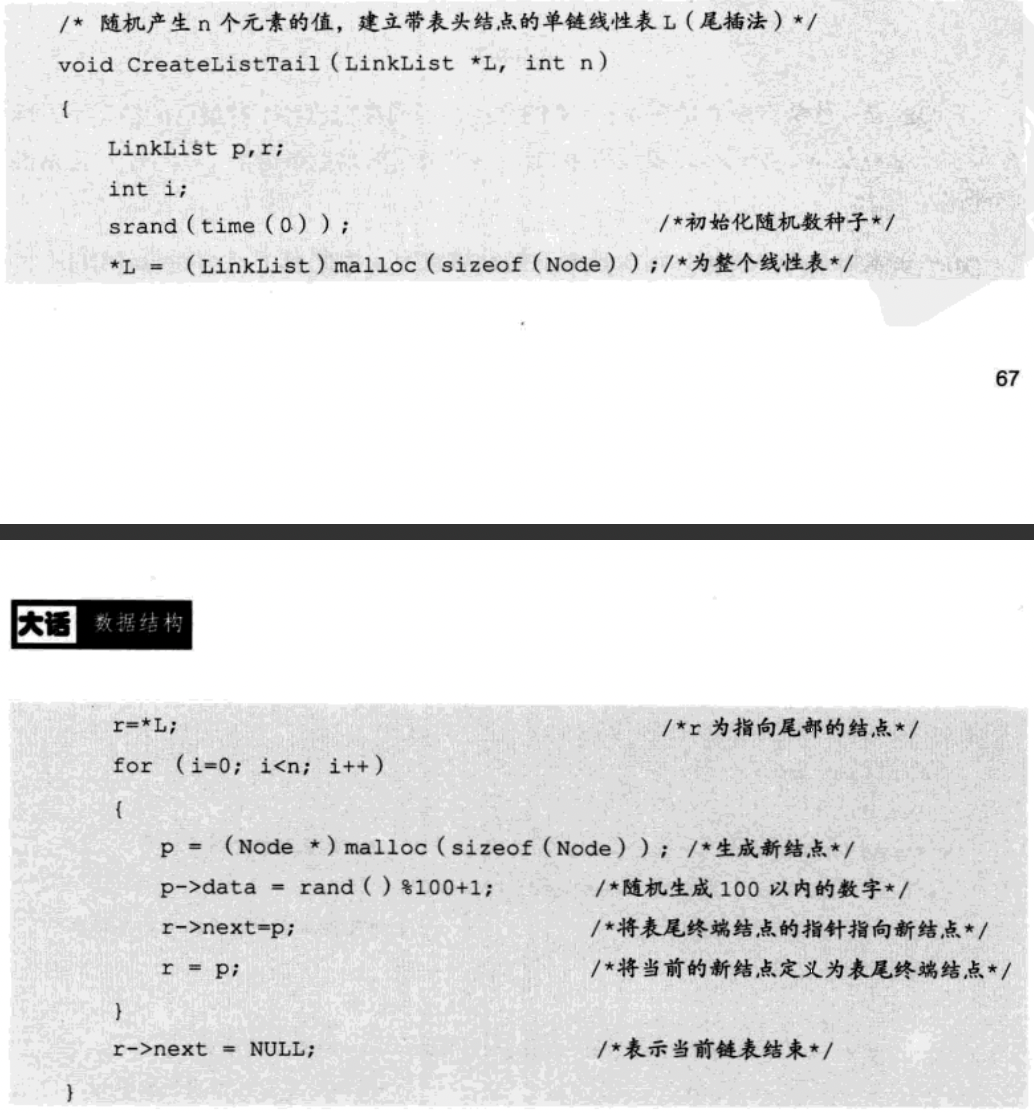 /* 随机产生 n 个元素的值，建立带表头结点的单链线性表 L（尾插法）*/
void CreateListTail（LinkList *L, int n）
{
LinkList p,r;
int i;
srand（time（0））; /*初始化随机数种子*/
*L = （LinkList）malloc（sizeof（Node））;/*为整个线性表*/
67
大话 数据结构
r=*L; /*r 为指向尾部的结点*/
for （i=0; i<n; i++）
{
p = （Node *）malloc（sizeof（Node））; /*生成新结点*/
p->data = rand（）%100+1; /*随机生成 100 以内的数字*/
r->next=p; /*将表尾终端结点的指针指向新结点*/
r = p; /*将当前的新结点定义为表尾终端结点*/
}
r->next = NULL; /*表示当前链表结束*/
}